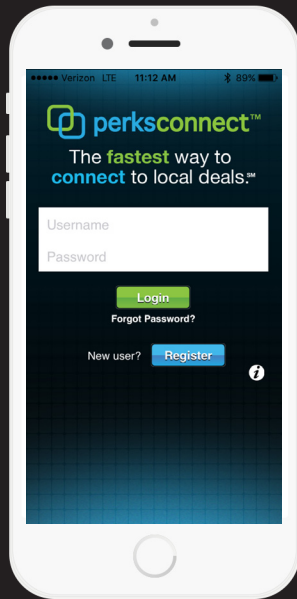 Verizon LTE 11:12 AM 89%
perksconnect™
The fastest way to
connect to local deals.℠
Username
Password
Login
Forgot Password?
New user? Register
i